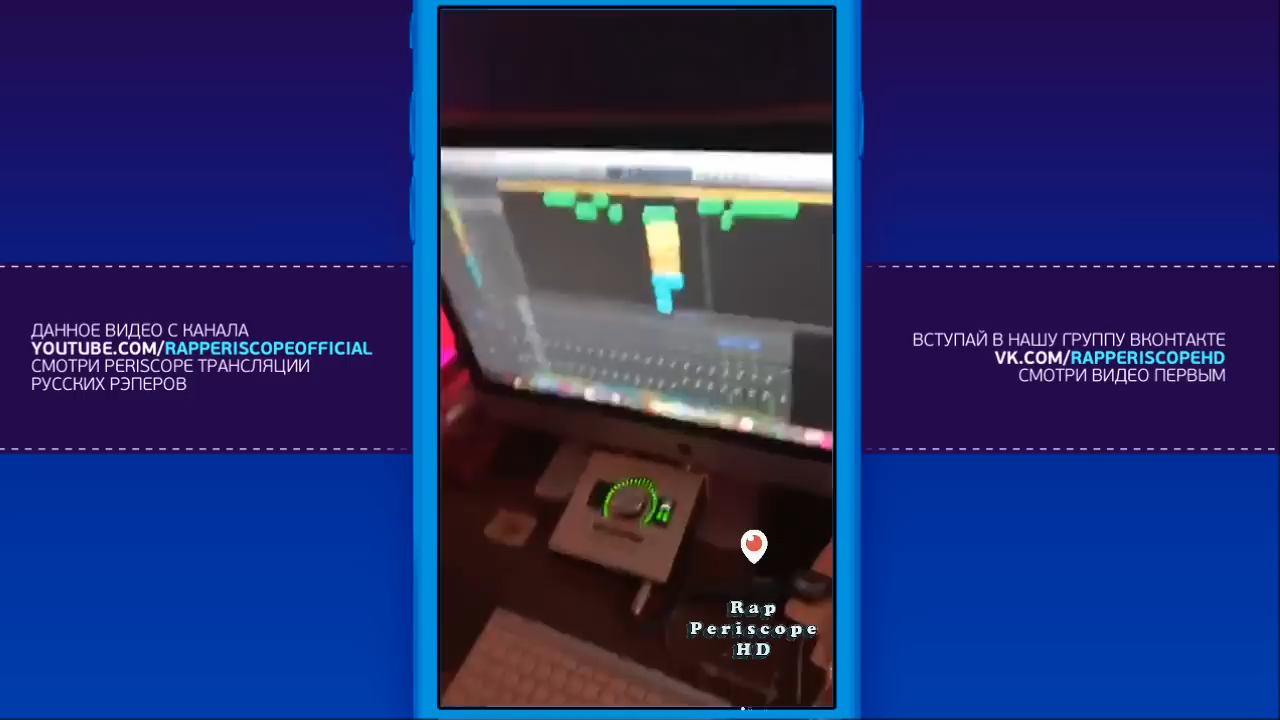 ДАННОЕ ВИДЕО С КАНАЛА
YOUTUBE.COM/RAPPERISCOPEOFFICIAL
СМОТРИ PERISCOPE ТРАНСЛЯЦИИ
РУССКИХ РЭПЕРОВ
ВСТУПАЙ В НАШУ ГРУППУ ВКОНТАКТЕ
VK.COM/RAPPERISCOPEHD
СМОТРИ ВИДЕО ПЕРВЫМ
Rap
Periscope
HD